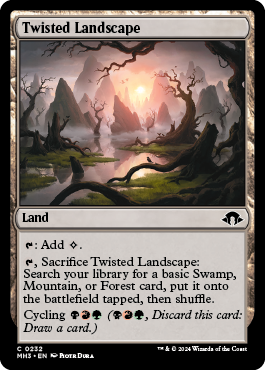 Twisted Landscape
Land
: Add .
, Sacrifice Twisted Landscape:
Search your library for a basic Swamp,
Mountain, or Forest card, put it onto
the battlefield tapped, then shuffle.
Cycling (, Discard this card:
Draw a card.)
C 0232
MH3 • EN Piotr Dura
™ & © 2024 Wizards of the Coast